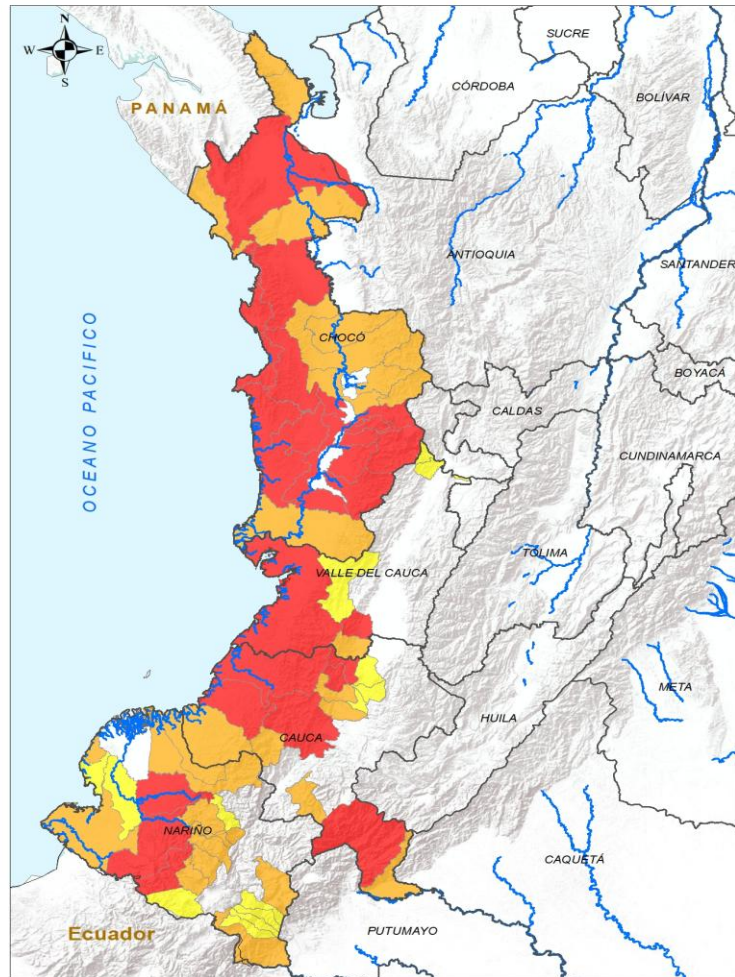 SUCRE
N
W E
S
CÓRDOBA
BOLÍVAR
PANAMÁ
ANTIOQUIA
SANTANDER
OCEANO PACIFICO
CHOCÓ
BOYACÁ
CALDAS
CUNDINAMARCA
TOLIMA
VALLE DEL CAUCA
META
HUILA
CAUCA
NARIÑO
CAQUETÁ
Ecuador
PUTUMAYO